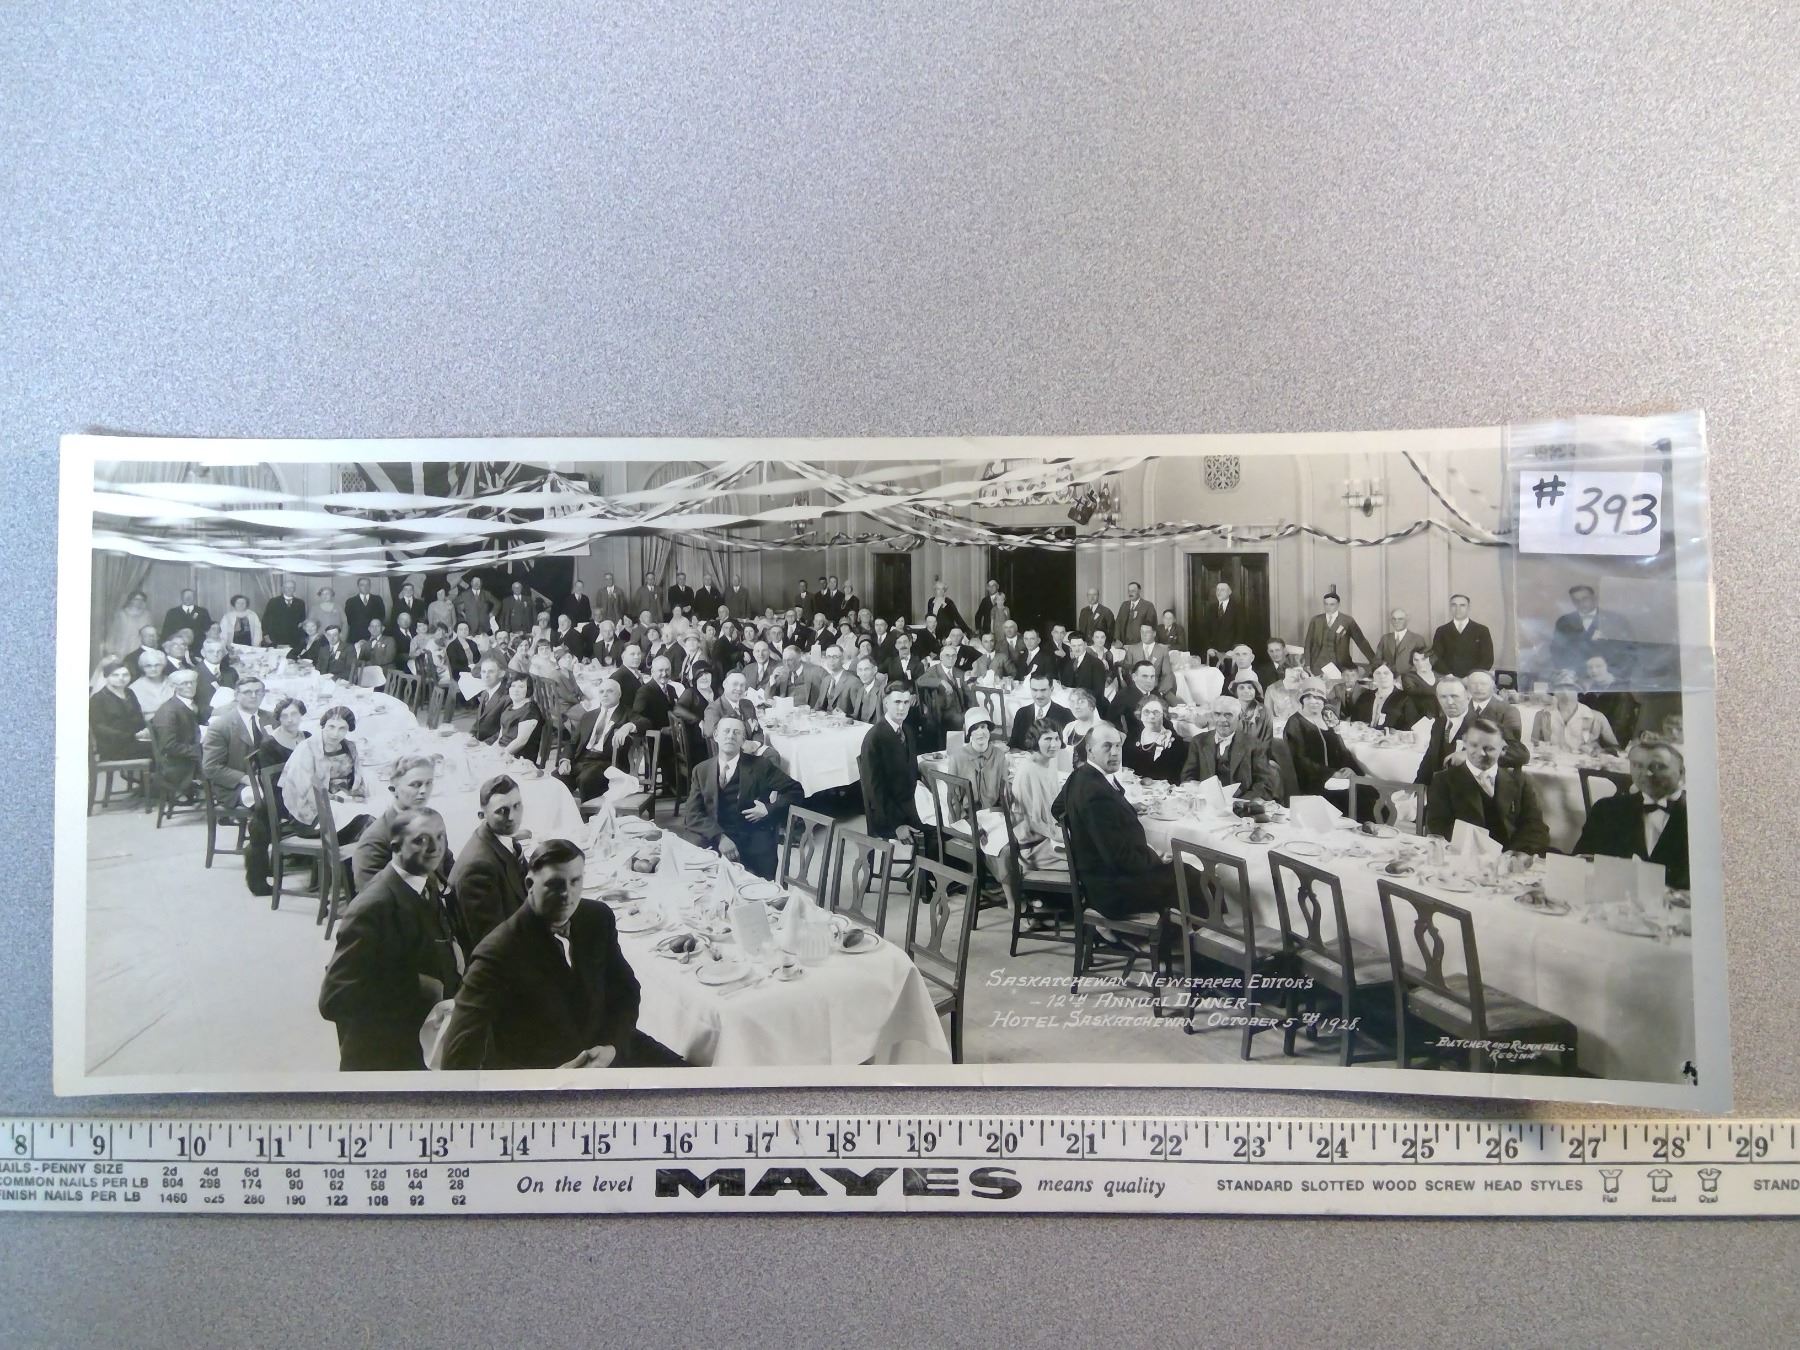 # 393
SASKATCHEWAN NEWSPAPER EDITOR'S
- 12TH ANNUAL DINNER -
HOTEL SASKATCHEWAN OCTOBER 5TH 1928.
- BUTCHER AND RUMMALLS -
REGINA
8 9 10 11 12 13 14 15 16 17 18 19 20 21 22 23 24 25 26 27 28 29
AILS - PENNY SIZE 2d 4d 6d 8d 10d 12d 16d 20d
COMMON NAILS PER LB 804 298 174 90 62 58 44 28
FINISH NAILS PER LB 1460 625 260 190 122 108 92 62
On the level MAYES means quality
STANDARD SLOTTED WOOD SCREW HEAD STYLES
Flat Round Oval
STAND